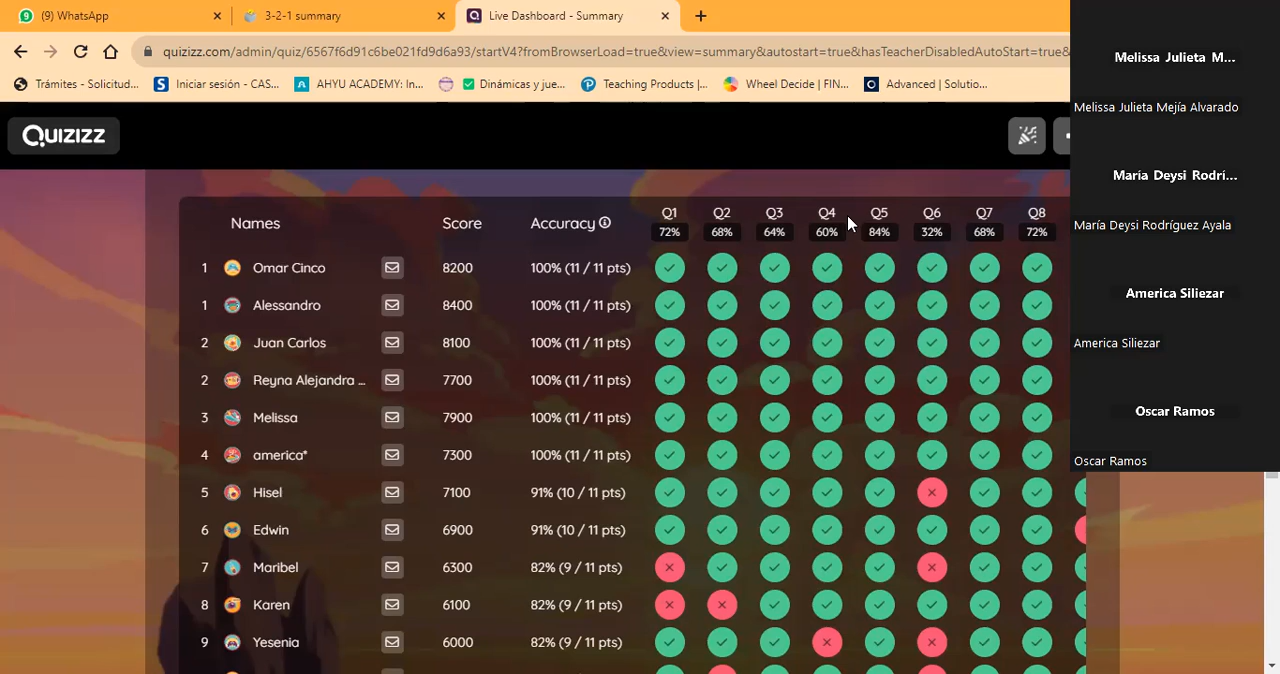 (9) WhatsApp
3-2-1 summary
Live Dashboard - Summary
quizizz.com/admin/quiz/6567f6d91c6be021fd9d6a93/startV4?fromBrowserLoad=true&view=summary&autostart=true&hasTeacherDisabledAutoStart=true&
Trámites - Solicitud...
Iniciar sesión - CAS...
AHYU ACADEMY: In...
Dinámicas y jue...
Teaching Products |...
Wheel Decide | FIN...
Advanced | Solutio...
QUIZIZZ
Names Score Accuracy Q1 Q2 Q3 Q4 Q5 Q6 Q7 Q8
72% 68% 64% 60% 84% 32% 68% 72%
1 Omar Cinco 8200 100% (11 / 11 pts)
1 Alessandro 8400 100% (11 / 11 pts)
2 Juan Carlos 8100 100% (11 / 11 pts)
2 Reyna Alejandra ... 7700 100% (11 / 11 pts)
3 Melissa 7900 100% (11 / 11 pts)
4 america* 7300 100% (11 / 11 pts)
5 Hisel 7100 91% (10 / 11 pts)
6 Edwin 6900 91% (10 / 11 pts)
7 Maribel 6300 82% (9 / 11 pts)
8 Karen 6100 82% (9 / 11 pts)
9 Yesenia 6000 82% (9 / 11 pts)
Melissa Julieta M...
Melissa Julieta Mejía Alvarado
María Deysi Rodrí...
María Deysi Rodríguez Ayala
America Siliezar
America Siliezar
Oscar Ramos
Oscar Ramos